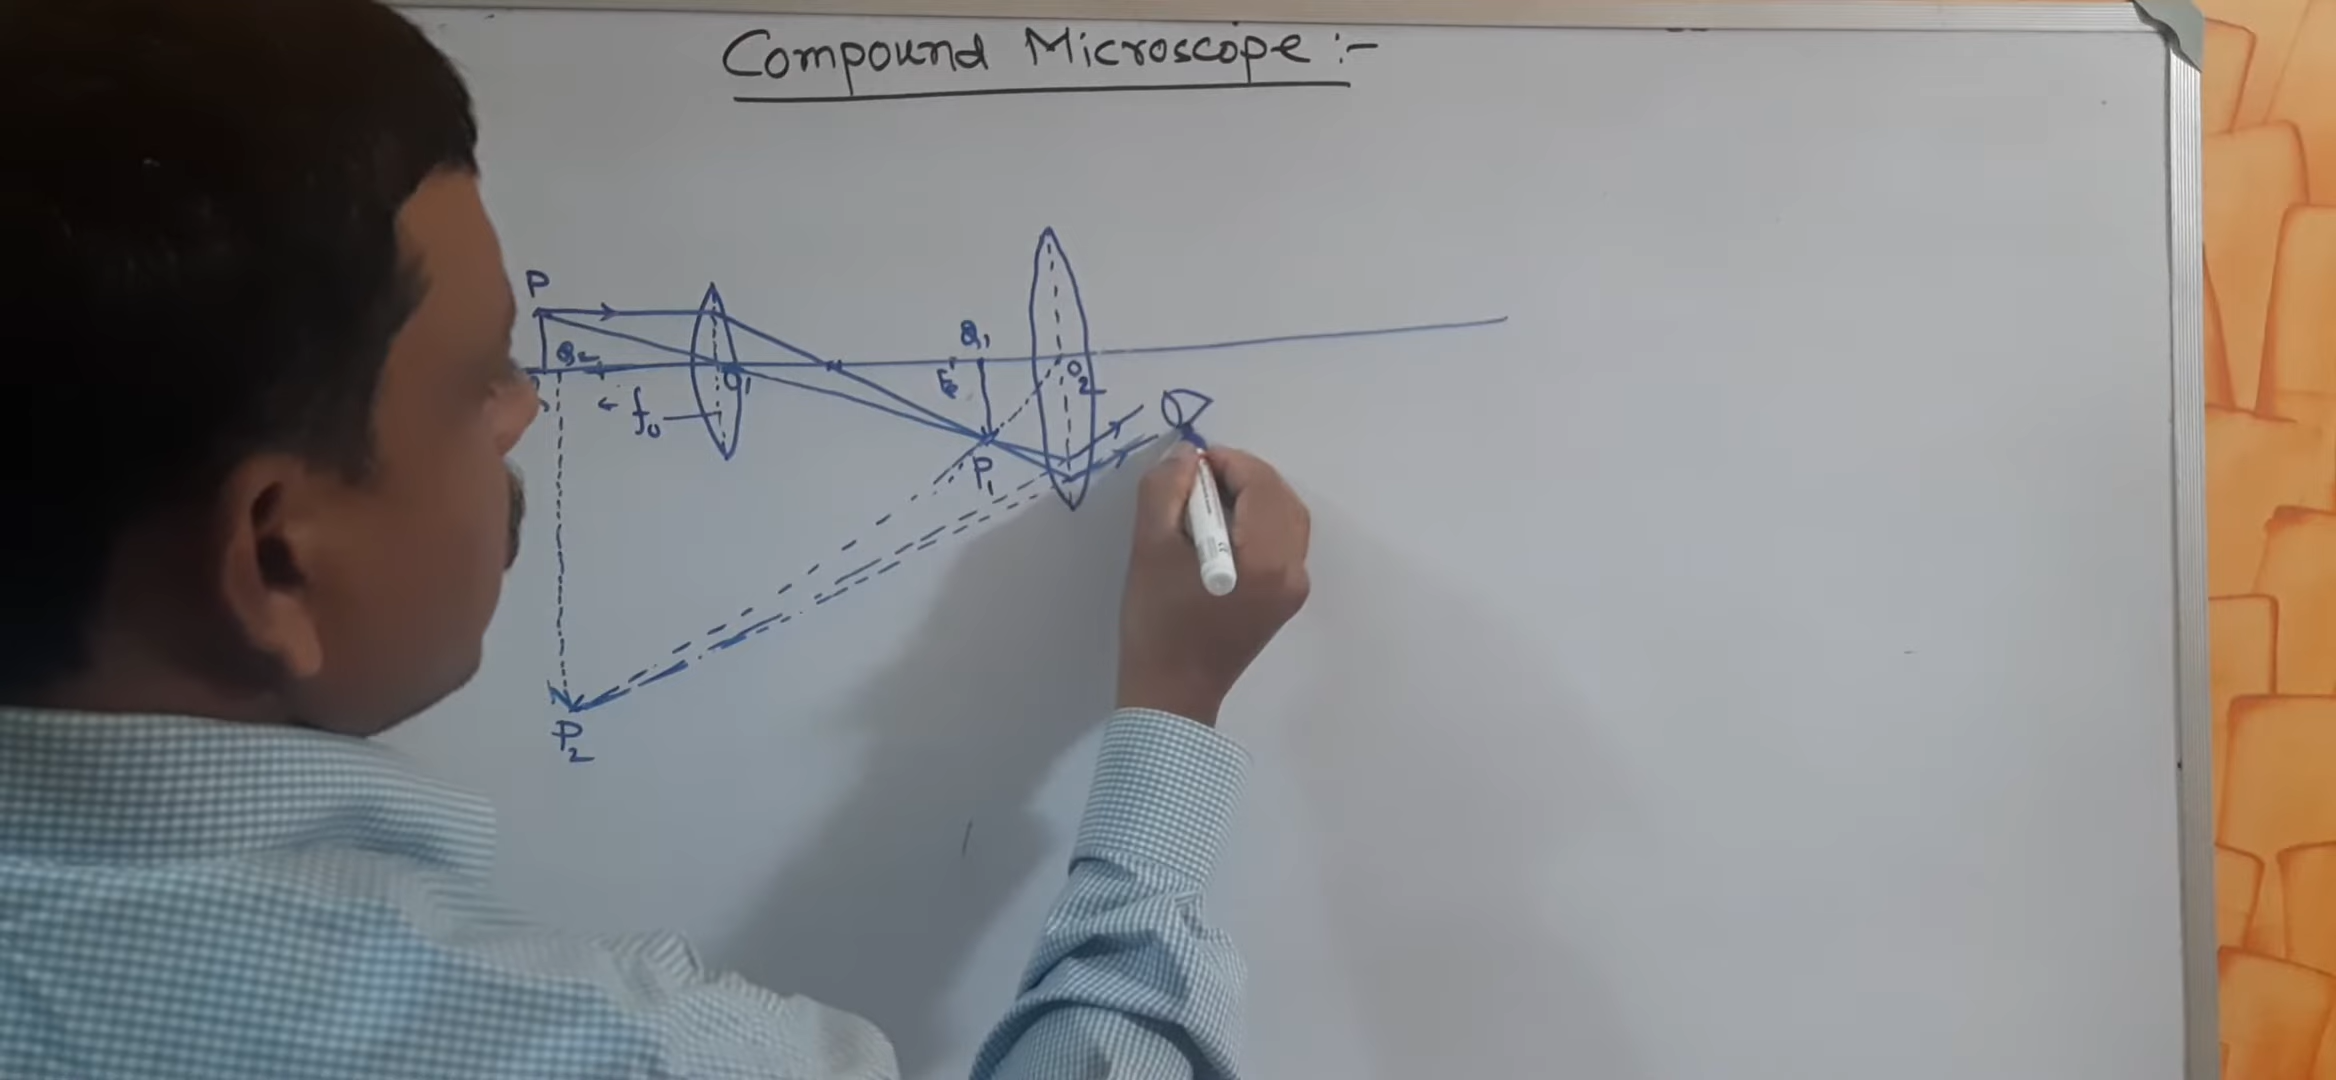 Compound Microscope :-
P
Q₁
Q₂
O₁
O₂
f₀
P₁
P₂